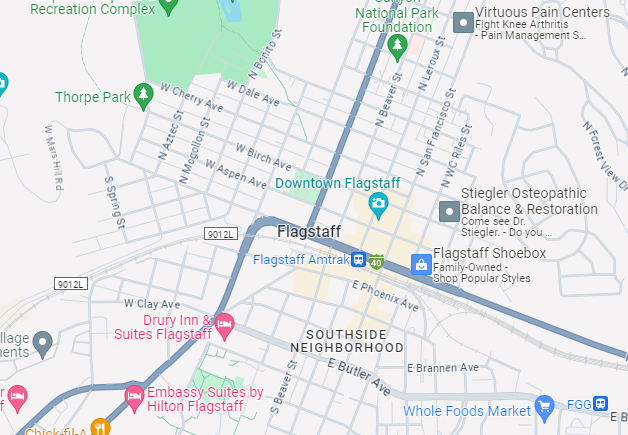 Recreation Complex
Canyon
National Park
Foundation
Virtuous Pain Centers
Fight Knee Arthritis
- Pain Management S...
N Bonito St
N Leroux St
Thorpe Park
W Cherry Ave
W Dale Ave
N Beaver St
N San Francisco St
N Aztec St
N Mogollon St
N WC Riles St
N Forest View Dr
W Mars Hill Rd
W Birch Ave
S Spring St
W Aspen Ave
Downtown Flagstaff
Stiegler Osteopathic
Balance & Restoration
Come see Dr.
Stiegler. - Do you ...
9012L
Flagstaff
Flagstaff Amtrak
40
Flagstaff Shoebox
Family-Owned -
Shop Popular Styles
9012L
W Clay Ave
E Phoenix Ave
Drury Inn &
Suites Flagstaff
SOUTHSIDE
NEIGHBORHOOD
llage
nents
S Beaver St
E Butler Ave
E Brannen Ave
Embassy Suites by
Hilton Flagstaff
Whole Foods Market
FGG
E B
Chick-fil-A